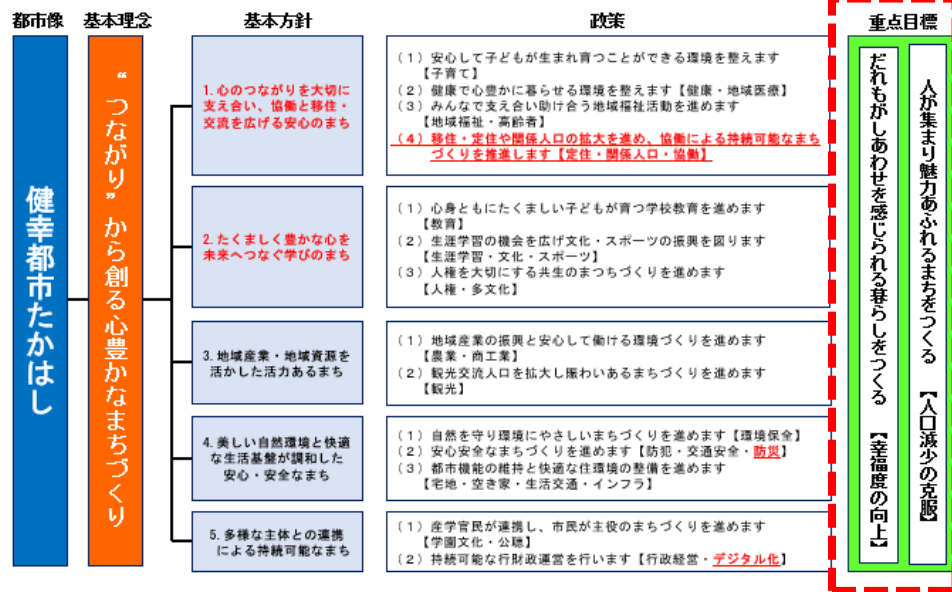 都市像
基本理念
基本方針
政策
重点目標
健幸都市たかはし
“つながり”から創る心豊かなまちづくり
1.心のつながりを大切に
支え合い、協働と移住・
交流を広げる安心のまち
（１）安心して子どもが生まれ育つことができる環境を整えます
【子育て】
（２）健康で心豊かに暮らせる環境を整えます【健康・地域医療】
（３）みんなで支え合い助け合う地域福祉活動を進めます
【地域福祉・高齢者】
（４）移住・定住や関係人口の拡大を進め、協働による持続可能なまち
づくりを推進します【定住・関係人口・協働】
2.たくましく豊かな心を
未来へつなぐ学びのまち
（１）心身ともにたくましい子どもが育つ学校教育を進めます
【教育】
（２）生涯学習の機会を広げ文化・スポーツの振興を図ります
【生涯学習・文化・スポーツ】
（３）人権を大切にする共生のまつちづくりを進めます
【人権・多文化】
3.地域産業・地域資源を
活かした活力あるまち
（１）地域産業の振興と安心して働ける環境づくりを進めます
【農業・商工業】
（２）観光交流人口を拡大し賑わいあるまちづくりを進めます
【観光】
4.美しい自然環境と快適
な生活基盤が調和した
安心・安全なまち
（１）自然を守り環境にやさしいまちづくりを進めます【環境保全】
（２）安心安全なまちづくりを進めます【防犯・交通安全・防災】
（３）都市機能の維持と快適な住環境の整備を進めます
【宅地・空き家・生活交通・インフラ】
5.多様な主体との連携
による持続可能なまち
（１）産学官民が連携し、市民が主役のまちづくりを進めます
【学園文化・公聴】
（２）持続可能な行財政運営を行います【行政経営・デジタル化】
人が集まり魅力あふれるまちをつくる　【人口減少の克服】
だれもがしあわせを感じられる暮らしをつくる　【幸福度の向上】